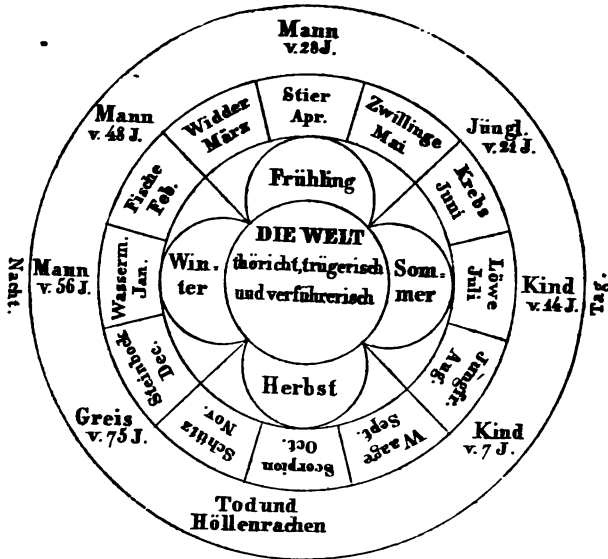 Mann
v. 28 J.
Jüngl.
v. 21 J.
Kind
v. 14 J.
Tag.
Kind
v. 7 J.
Tod und
Höllenrachen
Greis
v. 75 J.
Mann
v. 56 J.
Nacht.
Mann
v. 48 J.
Widder
März
Stier
Apr.
Zwillinge
Mai
Krebs
Juni
Löwe
Juli
Jungfr.
Aug.
Waage
Sept.
Scorpion
Oct.
Schütz
Nov.
Steinbock
Dec.
Wasserm.
Jan.
Fische
Feb.
Frühling
Som-
mer
Herbst
Win-
ter
DIE WELT
thöricht, trügerisch
und verführerisch